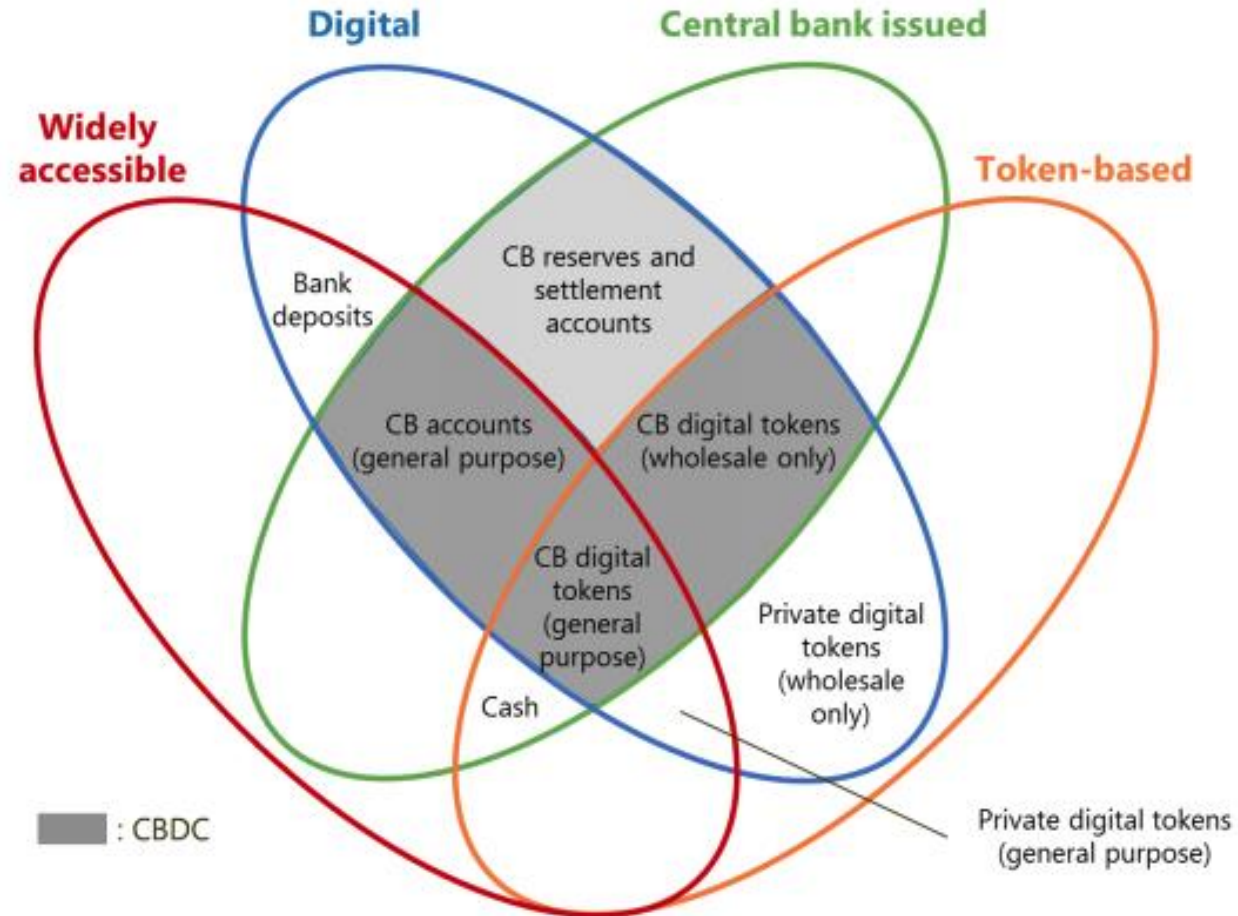 Digital
Central bank issued
Widely
accessible
Token-based
Bank
deposits
CB reserves and
settlement
accounts
CB accounts
(general purpose)
CB digital tokens
(wholesale only)
CB digital
tokens
(general
purpose)
Private digital
tokens
(wholesale
only)
Cash
Private digital tokens
(general purpose)
: CBDC